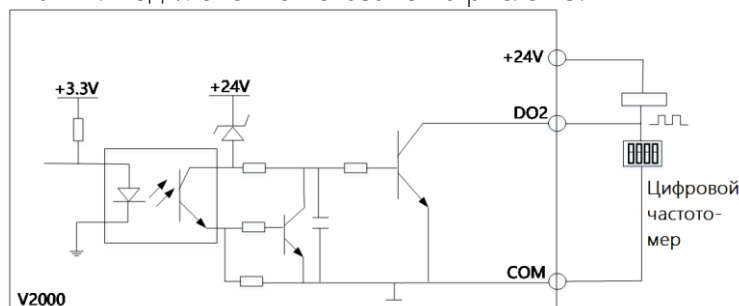 +24V
+3.3V
+24V
DO2
Цифровой
частото-
мер
COM
V2000